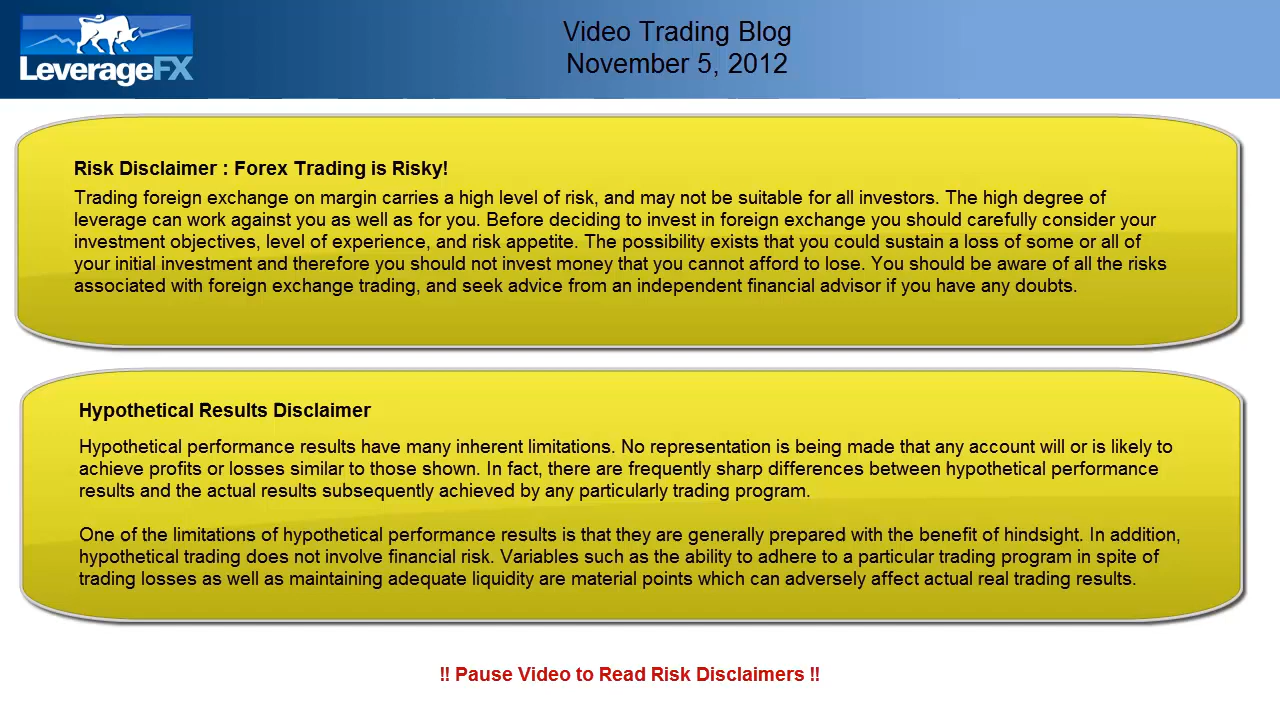 LeverageFX
Video Trading Blog
November 5, 2012
Risk Disclaimer : Forex Trading is Risky!
Trading foreign exchange on margin carries a high level of risk, and may not be suitable for all investors. The high degree of
leverage can work against you as well as for you. Before deciding to invest in foreign exchange you should carefully consider your
investment objectives, level of experience, and risk appetite. The possibility exists that you could sustain a loss of some or all of
your initial investment and therefore you should not invest money that you cannot afford to lose. You should be aware of all the risks
associated with foreign exchange trading, and seek advice from an independent financial advisor if you have any doubts.
Hypothetical Results Disclaimer
Hypothetical performance results have many inherent limitations. No representation is being made that any account will or is likely to
achieve profits or losses similar to those shown. In fact, there are frequently sharp differences between hypothetical performance
results and the actual results subsequently achieved by any particularly trading program.
One of the limitations of hypothetical performance results is that they are generally prepared with the benefit of hindsight. In addition,
hypothetical trading does not involve financial risk. Variables such as the ability to adhere to a particular trading program in spite of
trading losses as well as maintaining adequate liquidity are material points which can adversely affect actual real trading results.
!! Pause Video to Read Risk Disclaimers !!